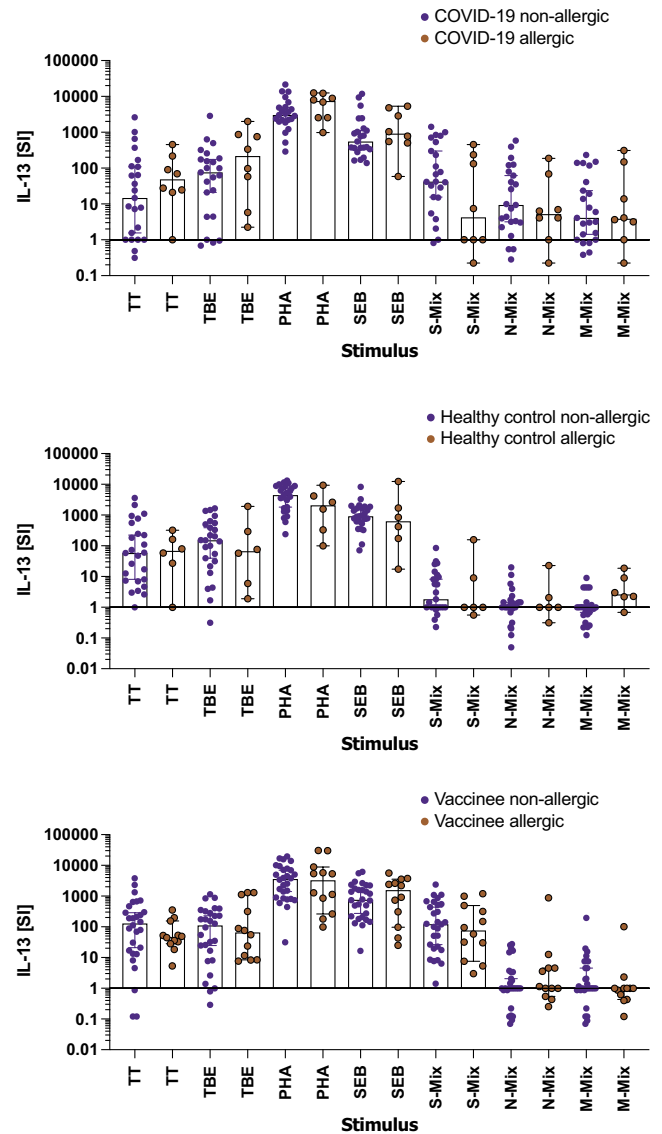 COVID-19 non-allergic
COVID-19 allergic
IL-13 [SI]
100000
10000
1000
100
10
1
0.1
TT
TT
TBE
TBE
PHA
PHA
SEB
SEB
S-Mix
S-Mix
N-Mix
N-Mix
M-Mix
M-Mix
Stimulus
Healthy control non-allergic
Healthy control allergic
IL-13 [SI]
100000
10000
1000
100
10
1
0.1
0.01
TT
TT
TBE
TBE
PHA
PHA
SEB
SEB
S-Mix
S-Mix
N-Mix
N-Mix
M-Mix
M-Mix
Stimulus
Vaccinee non-allergic
Vaccinee allergic
IL-13 [SI]
100000
10000
1000
100
10
1
0.1
0.01
TT
TT
TBE
TBE
PHA
PHA
SEB
SEB
S-Mix
S-Mix
N-Mix
N-Mix
M-Mix
M-Mix
Stimulus